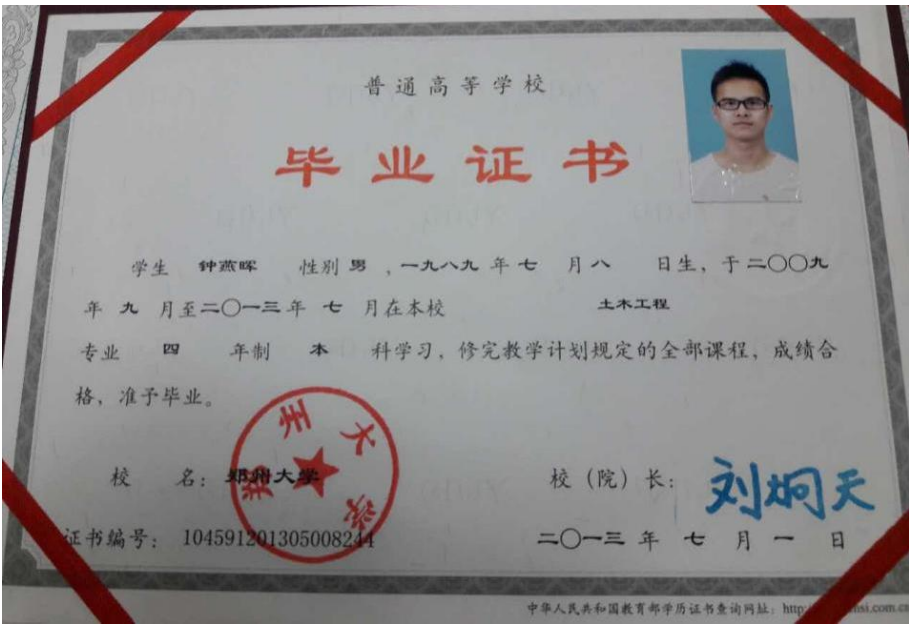 普通高等学校
毕业证书
学生 钟燕晖 性别 男 ,一九八九 年 七 月 八 日生,于 二〇〇九
年 九 月至 二〇一三 年 七 月在本校 土木工程
专业 四 年制 本 科学习,修完教学计划规定的全部课程,成绩合
格,准予毕业。
郑州大学
校 名: 郑州大学 校(院)长: 刘炯天
证书编号: 104591201305008244 二〇一三 年 七 月 一 日
中华人民共和国教育部学历证书查询网址: http